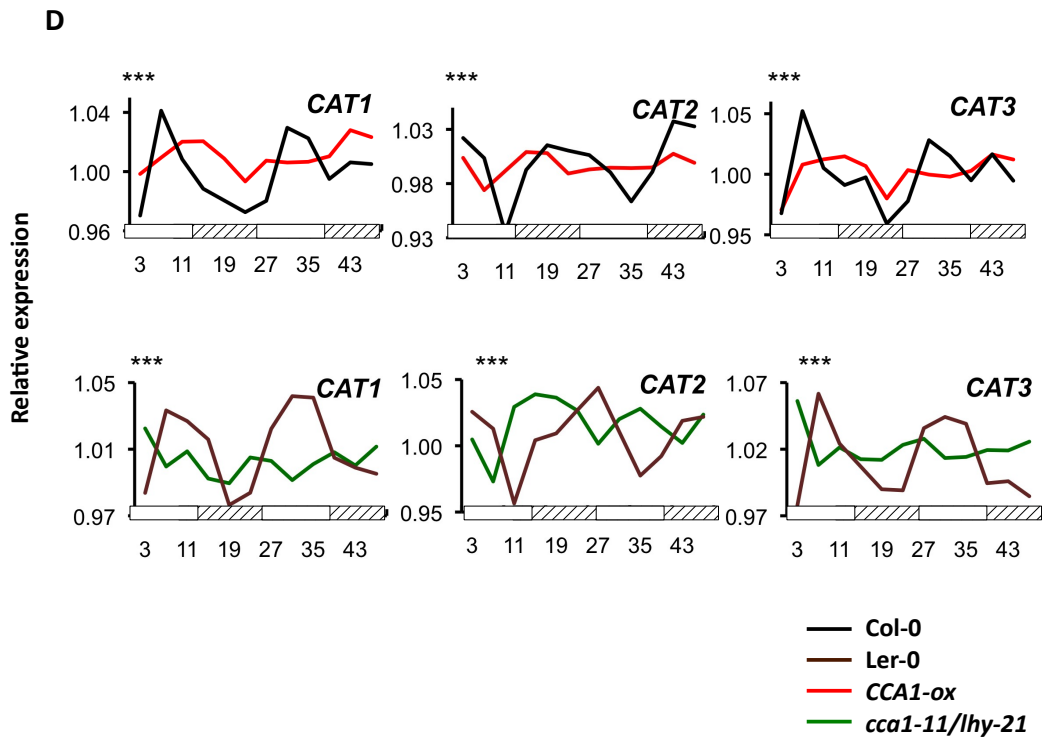 D
Relative expression
***
CAT1
1.04
1.00
0.96
3 11 19 27 35 43
***
CAT2
1.03
0.98
0.93
3 11 19 27 35 43
***
CAT3
1.05
1.00
0.95
3 11 19 27 35 43
***
CAT1
1.05
1.01
0.97
3 11 19 27 35 43
***
CAT2
1.05
1.00
0.95
3 11 19 27 35 43
***
CAT3
1.07
1.02
0.97
3 11 19 27 35 43
Col-0
Ler-0
CCA1-ox
cca1-11/lhy-21